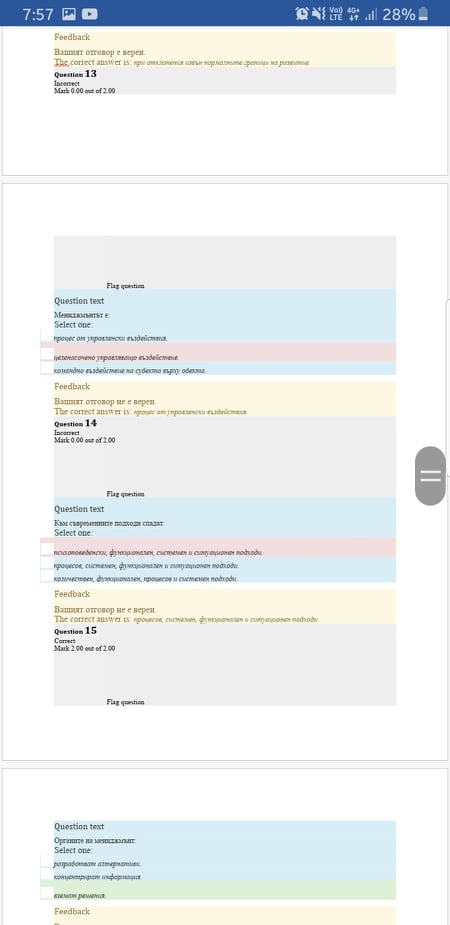 7:57 Vo)) LTE 4G+ 28%
Feedback
Вашият отговор е верен.
The correct answer is: при отклонения извън нормалните граници на развитие.
Question 13
Incorrect
Mark 0.00 out of 2.00
Flag question
Question text
Мениджмънтът е:
Select one:
процес от управленски въздействия.
целенасочено управляващо въздействие.
командно въздействие на субекта върху обекта.
Feedback
Вашият отговор не е верен.
The correct answer is: процес от управленски въздействия.
Question 14
Incorrect
Mark 0.00 out of 2.00
Flag question
Question text
Към съвременните подходи спадат:
Select one:
психоповеденски, функционален, системен и ситуационен подходи.
процесов, системен, функционален и ситуационен подходи.
количествен, функционален, процесов и системен подходи.
Feedback
Вашият отговор не е верен.
The correct answer is: процесов, системен, функционален и ситуационен подходи.
Question 15
Correct
Mark 2.00 out of 2.00
Flag question
Question text
Органите на мениджмънт:
Select one:
разработват алтернативи.
концентрират информация.
вземат решения.
Feedback